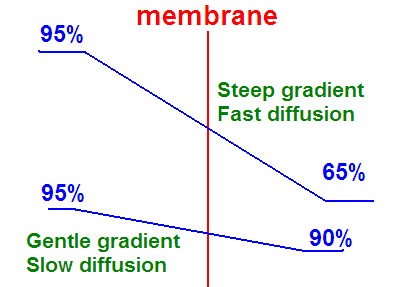 membrane
95%
Steep gradient
Fast diffusion
65%
95%
Gentle gradient
Slow diffusion
90%